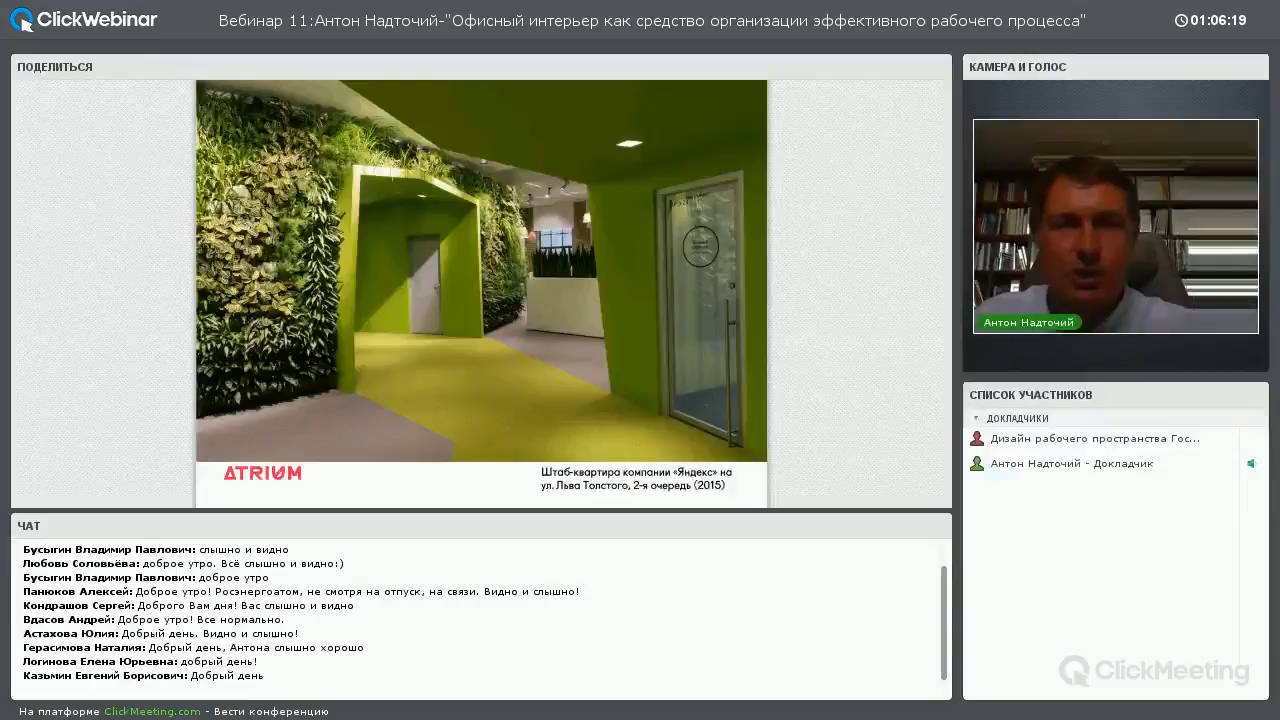 ClickWebinar
Вебинар 11:Антон Надточий-"Офисный интерьер как средство организации эффективного рабочего процесса"
01:06:19
ПОДЕЛИТЬСЯ
ATRIUM
Штаб-квартира компании «Яндекс» на
ул. Льва Толстого, 2-я очередь (2015)
КАМЕРА И ГОЛОС
Антон Надточий
СПИСОК УЧАСТНИКОВ
ДОКЛАДЧИКИ
Дизайн рабочего пространства Гос...
Антон Надточий - Докладчик
ClickMeeting
ЧАТ
Бусыгин Владимир Павлович: слышно и видно
Любовь Соловьёва: доброе утро. Всё слышно и видно:)
Бусыгин Владимир Павлович: доброе утро
Панюков Алексей: Доброе утро! Росэнергоатом, не смотря на отпуск, на связи. Видно и слышно!
Кондрашов Сергей: Доброго Вам дня! Вас слышно и видно
Вдасов Андрей: Доброе утро! Все нормально.
Астахова Юлия: Добрый день. Видно и слышно!
Герасимова Наталия: Добрый день, Антона слышно хорошо
Логинова Елена Юрьевна: добрый день!
Казьмин Евгений Борисович: Добрый день
На платформе ClickMeeting.com - Вести конференцию